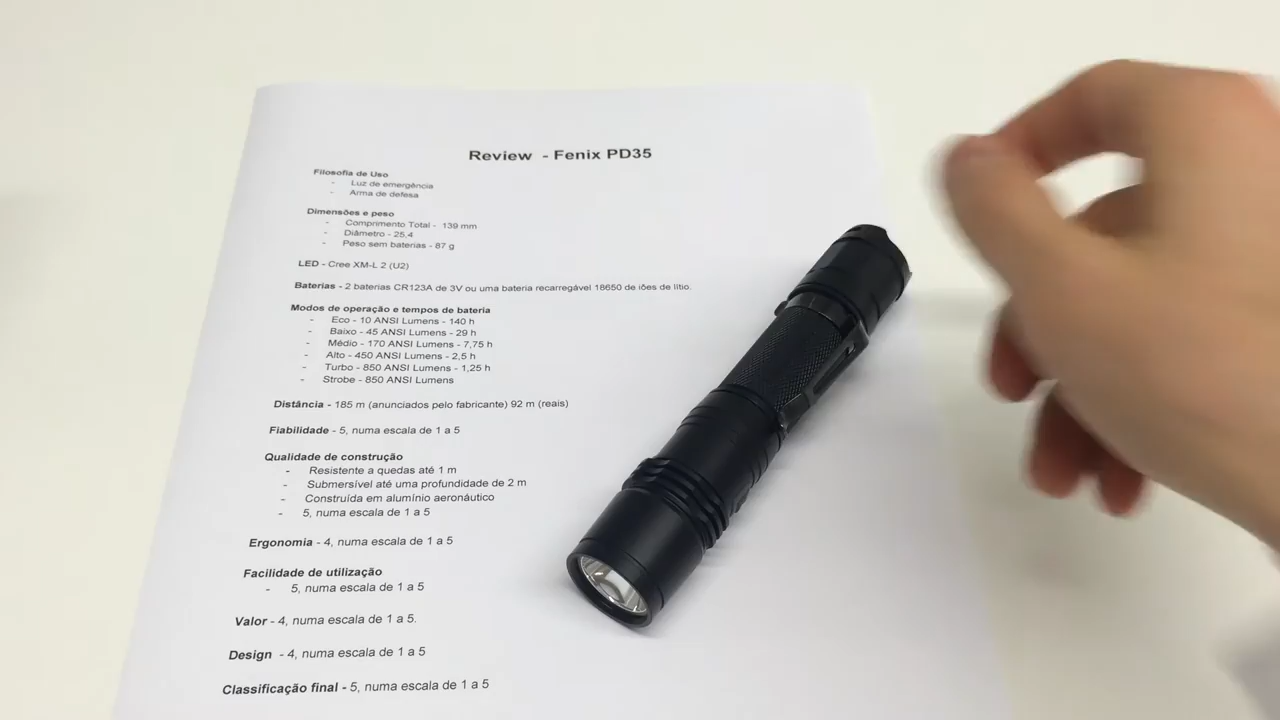 Review - Fenix PD35
Filosofia de Uso
- Luz de emergência
- Arma de defesa
Dimensões e peso
- Comprimento Total - 139 mm
- Diâmetro - 25,4
- Peso sem baterias - 87 g
LED - Cree XM-L 2 (U2)
Baterias - 2 baterias CR123A de 3V ou uma bateria recarregável 18650 de iões de lítio.
Modos de operação e tempos de bateria
- Eco - 10 ANSI Lumens - 140 h
- Baixo - 45 ANSI Lumens - 29 h
- Médio - 170 ANSI Lumens - 7,75 h
- Alto - 450 ANSI Lumens - 2,5 h
- Turbo - 850 ANSI Lumens - 1,25 h
- Strobe - 850 ANSI Lumens
Distância - 185 m (anunciados pelo fabricante) 92 m (reais)
Fiabilidade - 5, numa escala de 1 a 5
Qualidade de construção
- Resistente a quedas até 1 m
- Submersível até uma profundidade de 2 m
- Construída em alumínio aeronáutico
- 5, numa escala de 1 a 5
Ergonomia - 4, numa escala de 1 a 5
Facilidade de utilização
- 5, numa escala de 1 a 5
Valor - 4, numa escala de 1 a 5.
Design - 4, numa escala de 1 a 5
Classificação final - 5, numa escala de 1 a 5